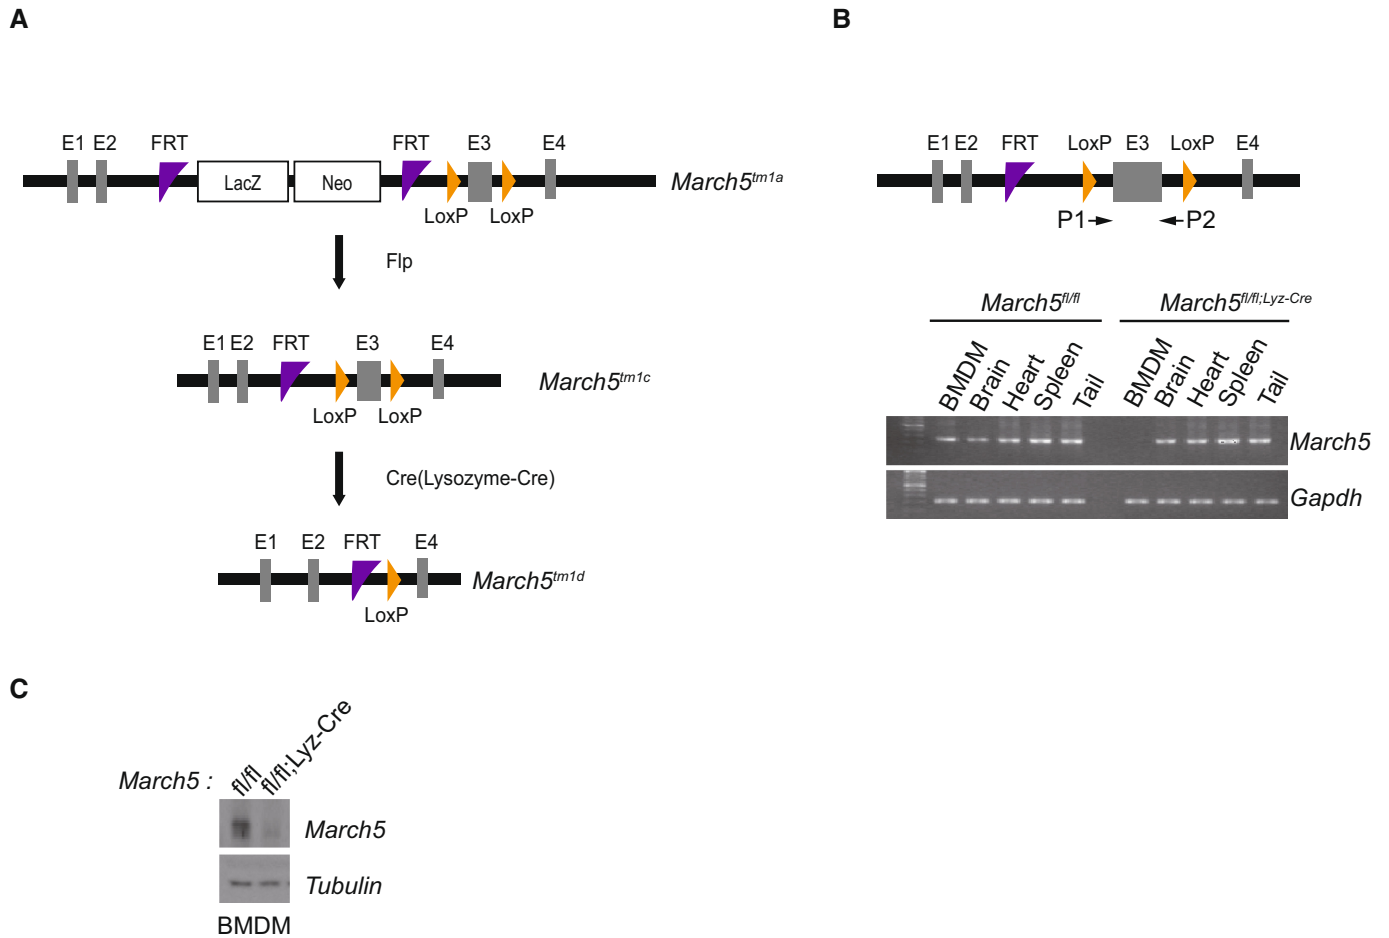 A
E1 E2 FRT FRT E3 E4
LacZ Neo
March5tm1a
LoxP LoxP
Flp
E1 E2 FRT E3 E4
March5tm1c
LoxP LoxP
Cre(Lysozyme-Cre)
E1 E2 FRT E4
March5tm1d
LoxP
B
E1 E2 FRT LoxP E3 LoxP E4
P1 P2
March5fl/fl March5fl/fl;Lyz-Cre
BMDM Brain Heart Spleen Tail BMDM Brain Heart Spleen Tail
March5
Gapdh
C
March5 : fl/fl fl/fl;Lyz-Cre
March5
Tubulin
BMDM